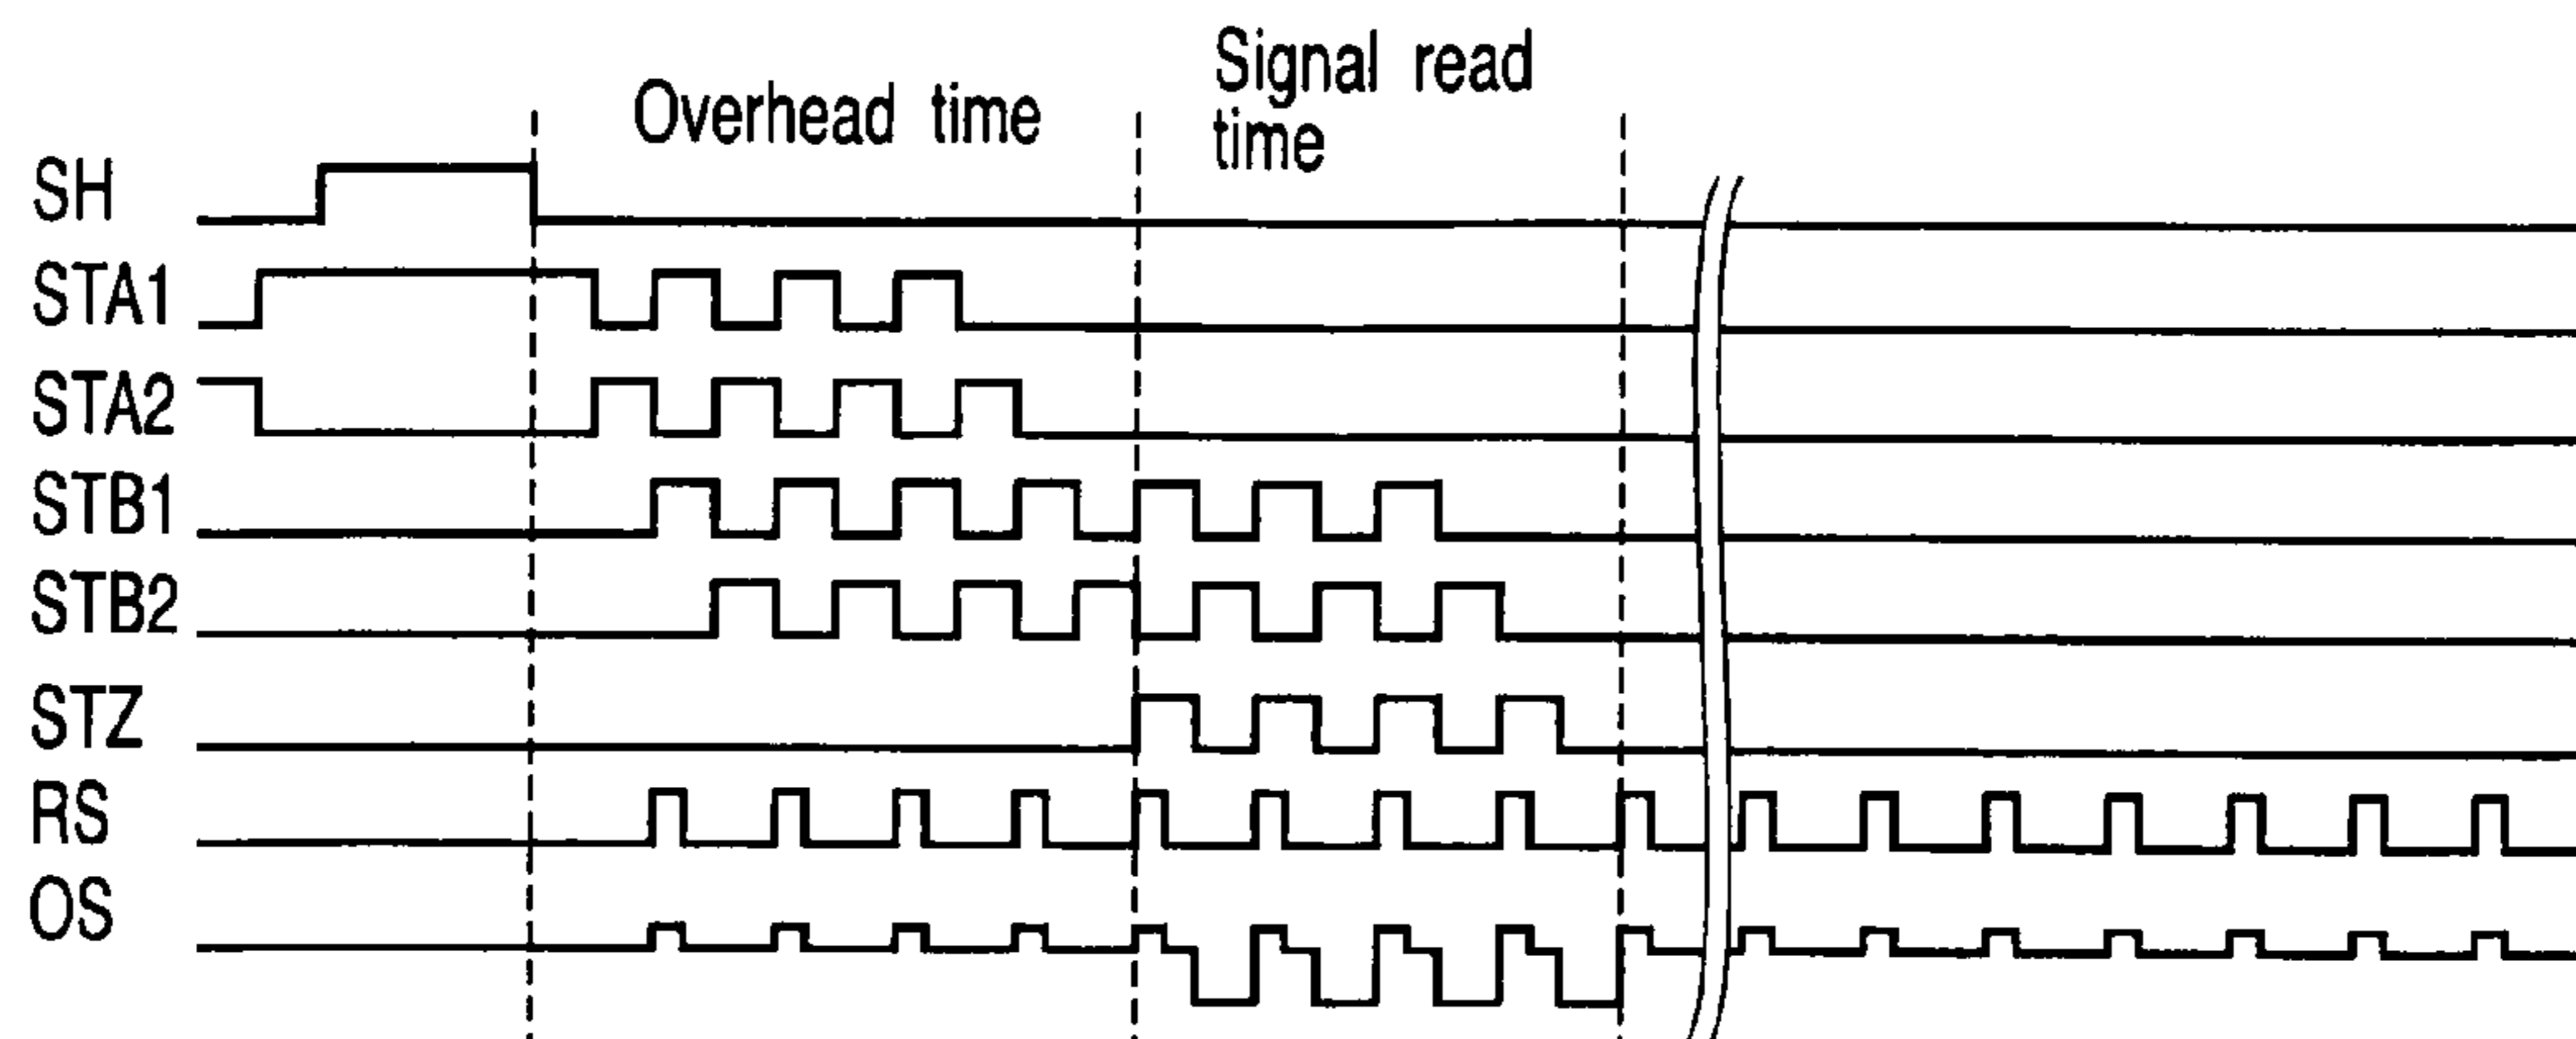 Overhead time
Signal read
time
SH
STA1
STA2
STB1
STB2
STZ
RS
OS